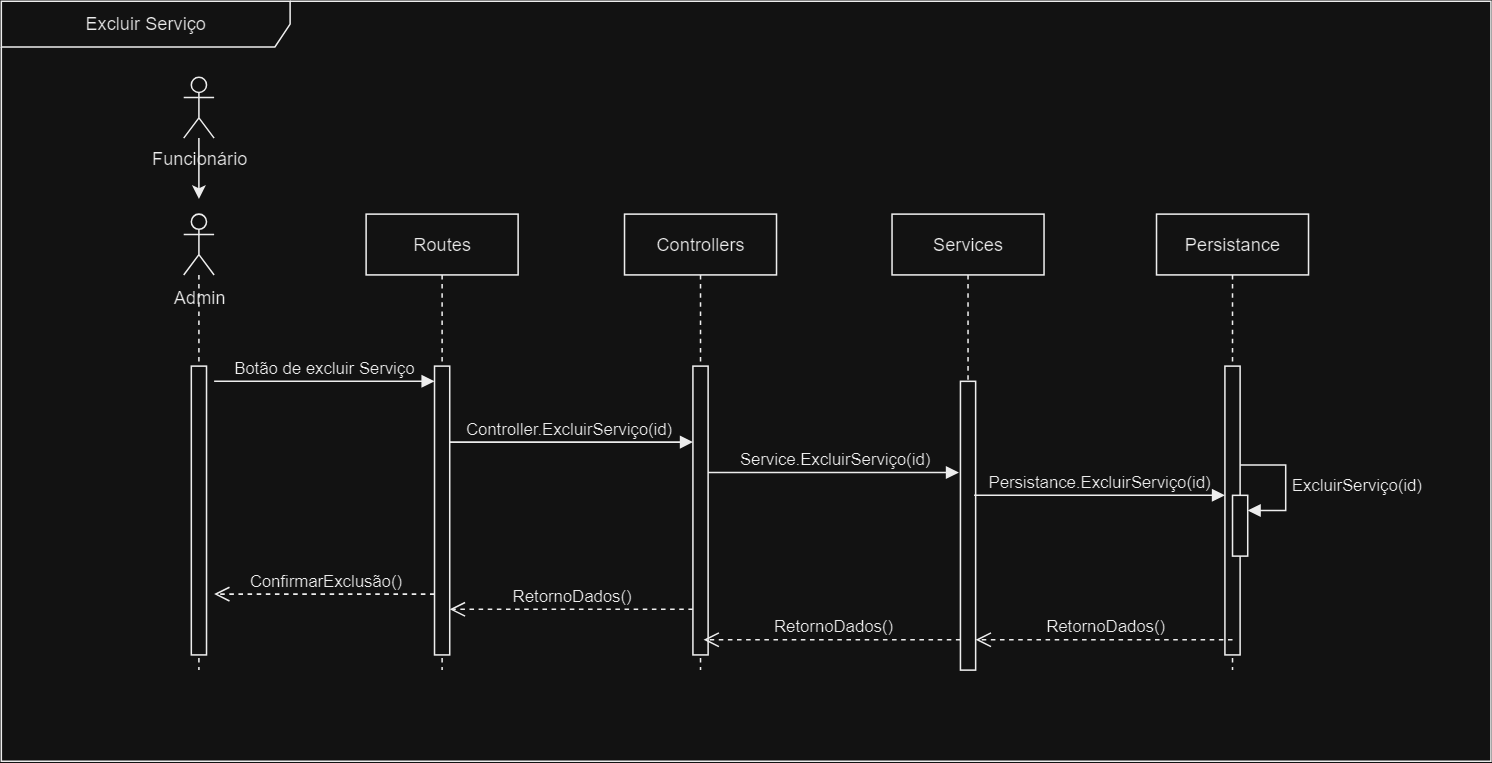 Excluir Serviço
Funcionário
Admin
Routes
Controllers
Services
Persistance
Botão de excluir Serviço
Controller.ExcluirServiço(id)
Service.ExcluirServiço(id)
Persistance.ExcluirServiço(id)
ExcluirServiço(id)
ConfirmarExclusão()
RetornoDados()
RetornoDados()
RetornoDados()